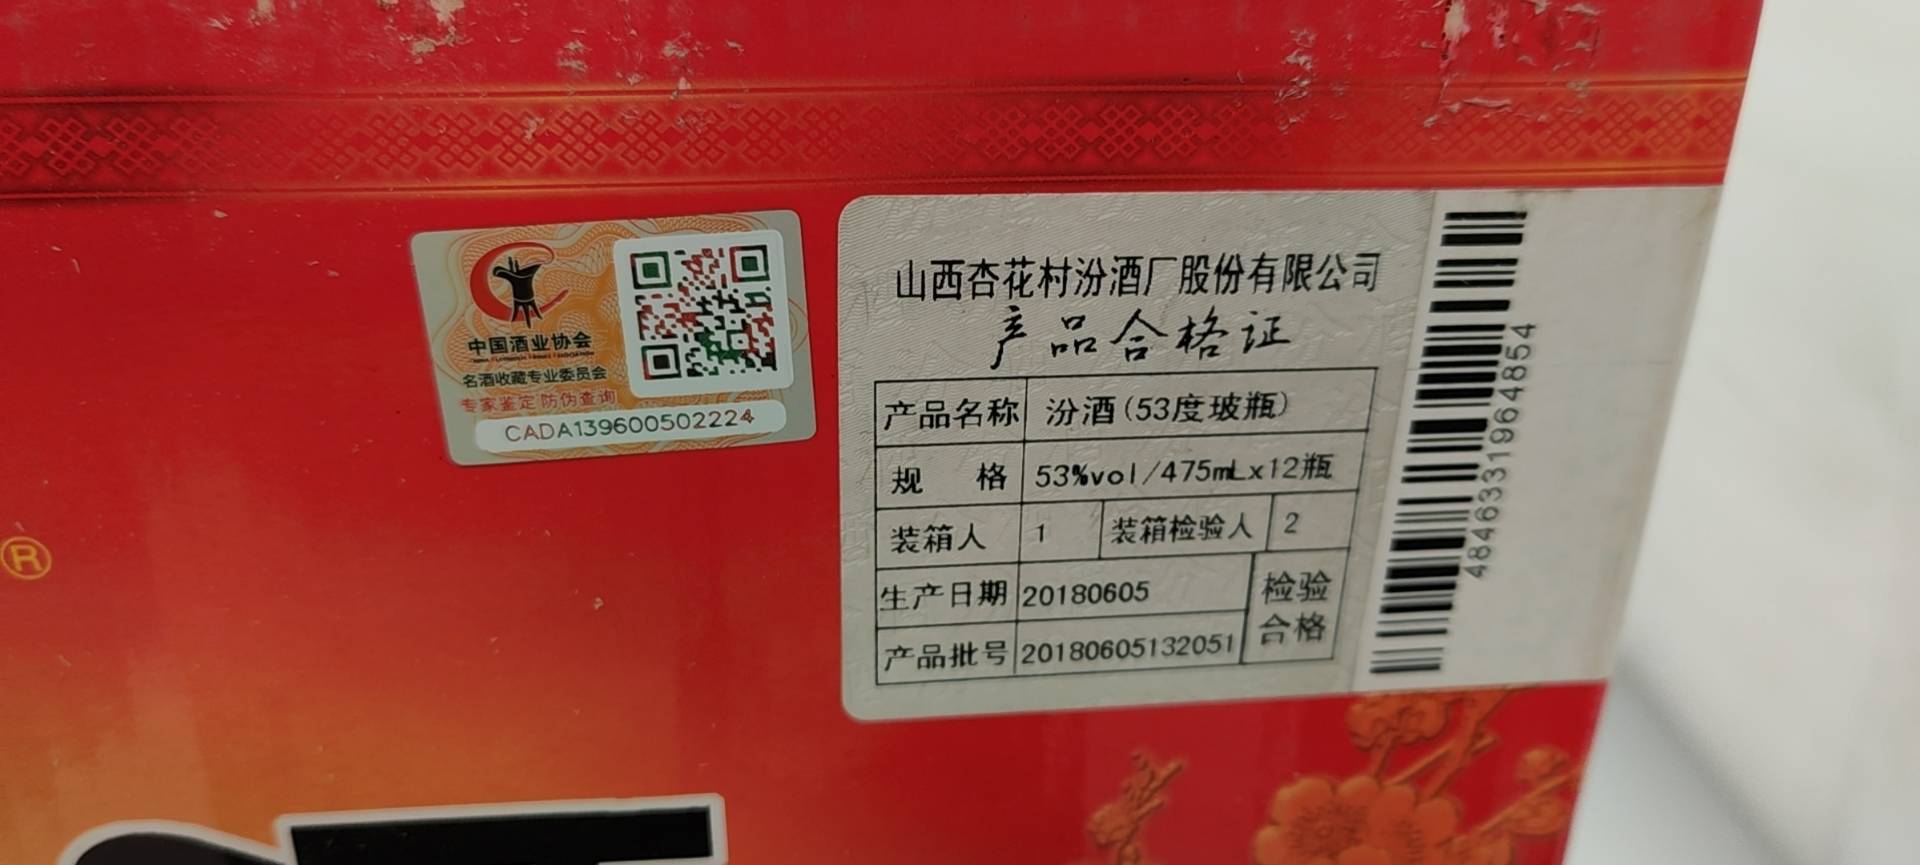 中国酒业协会
名酒收藏专业委员会
专家鉴定 防伪查询
CADA139600502224
山西杏花村汾酒厂股份有限公司
产品合格证
产品名称 汾酒(53度玻瓶)
规 格 53%vol/475mLx12瓶
装箱人 1 装箱检验人 2
生产日期 20180605 检验
产品批号 20180605132051 合格
4846331964854
®